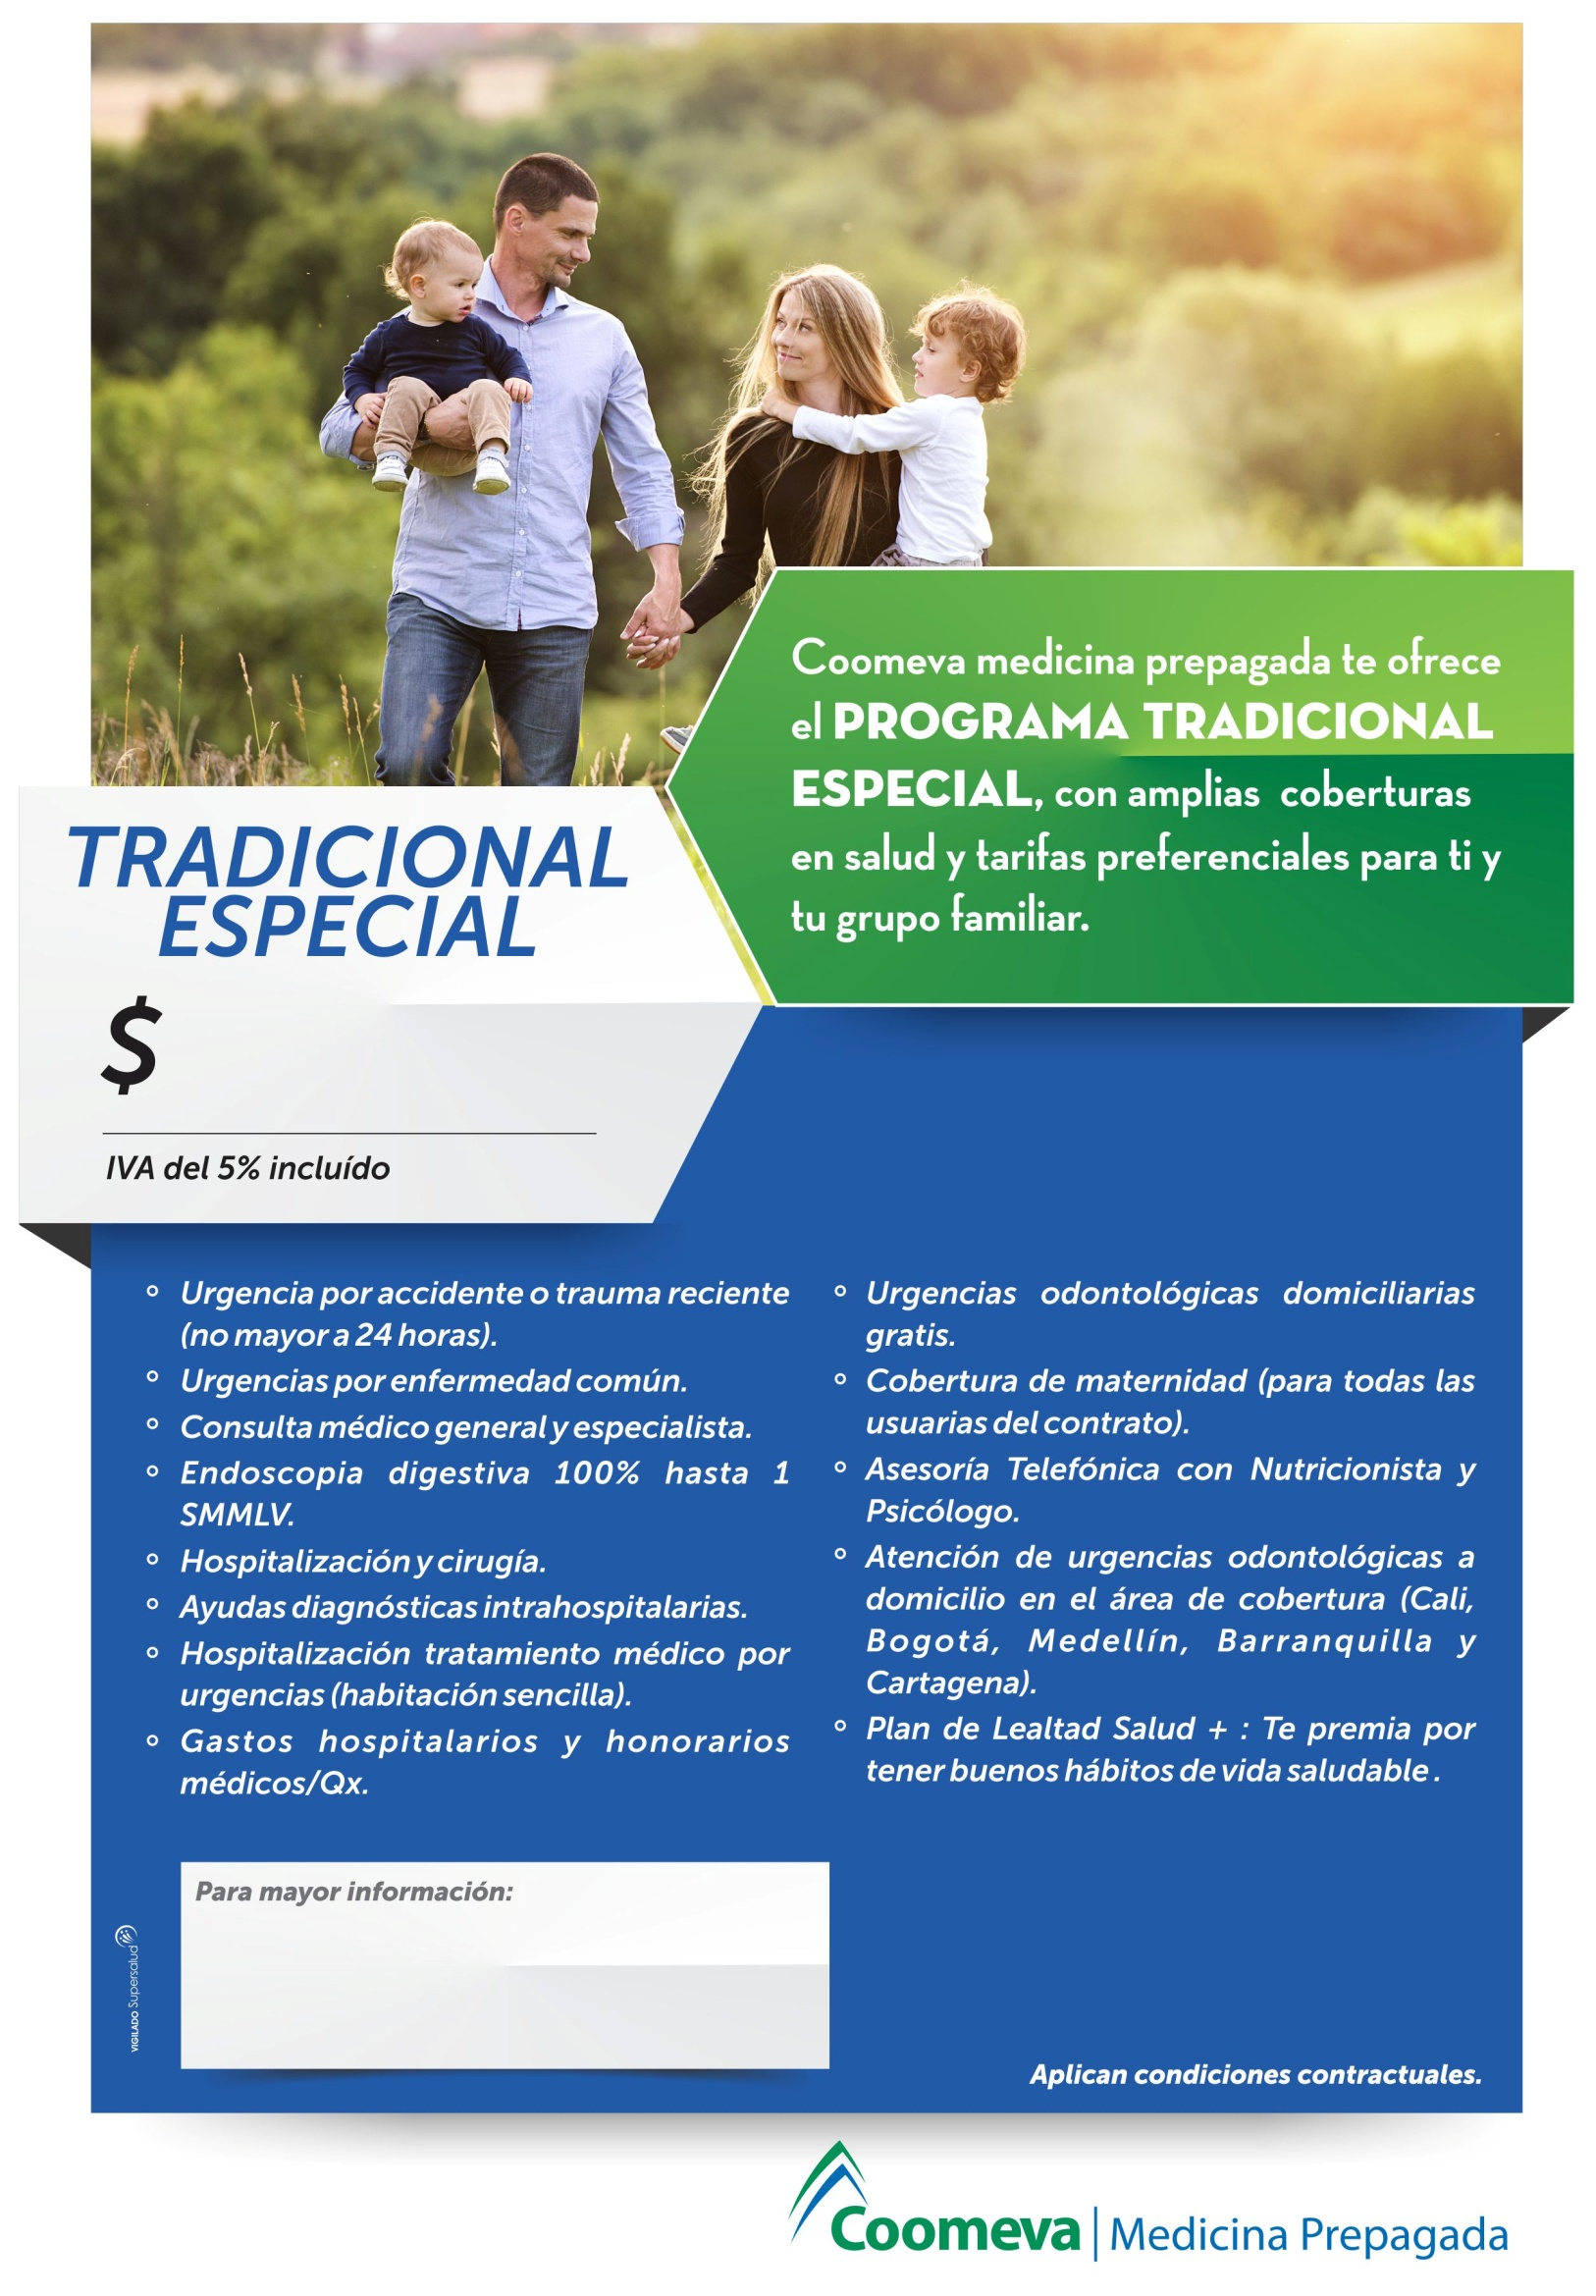 Coomeva medicina prepagada te ofrece
el PROGRAMA TRADICIONAL
ESPECIAL, con amplias coberturas
en salud y tarifas preferenciales para ti y
tu grupo familiar.
TRADICIONAL
ESPECIAL
$
IVA del 5% incluído
Urgencia por accidente o trauma reciente
(no mayor a 24 horas).
Urgencias por enfermedad común.
Consulta médico general y especialista.
Endoscopia digestiva 100% hasta 1
SMMLV.
Hospitalización y cirugía.
Ayudas diagnósticas intrahospitalarias.
Hospitalización tratamiento médico por
urgencias (habitación sencilla).
Gastos hospitalarios y honorarios
médicos/Qx.
Urgencias odontológicas domiciliarias
gratis.
Cobertura de maternidad (para todas las
usuarias del contrato).
Asesoría Telefónica con Nutricionista y
Psicólogo.
Atención de urgencias odontológicas a
domicilio en el área de cobertura (Cali,
Bogotá, Medellín, Barranquilla y
Cartagena).
Plan de Lealtad Salud + : Te premia por
tener buenos hábitos de vida saludable .
Para mayor información:
VIGILADO Supersalud
Aplican condiciones contractuales.
Coomeva | Medicina Prepagada